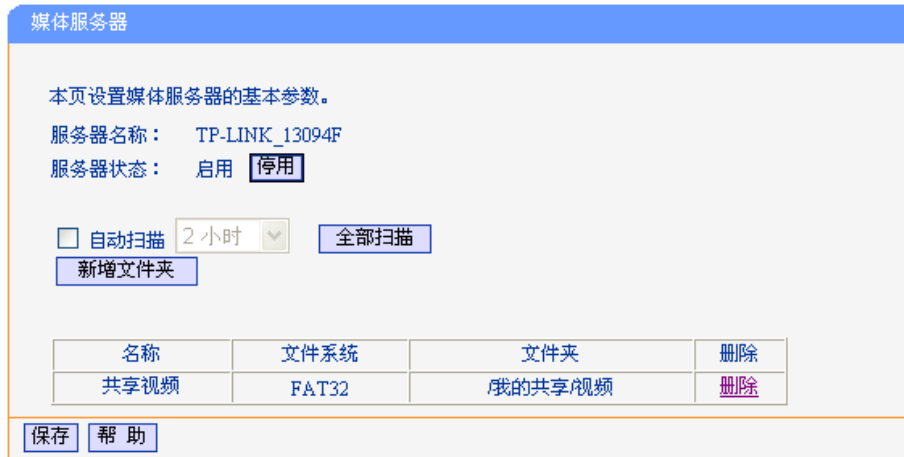 媒体服务器
本页设置媒体服务器的基本参数。
服务器名称： TP-LINK_13094F
服务器状态： 启用 停用
自动扫描 2 小时 全部扫描
新增文件夹
名称 文件系统 文件夹 删除
共享视频 FAT32 /我的共享/视频 删除
保存 帮 助